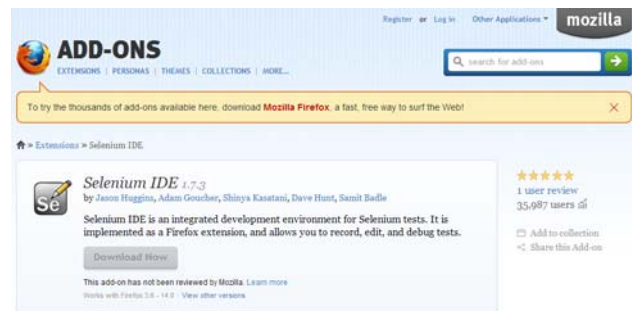 Register or Log in Other Applications mozilla
ADD-ONS
EXTENSIONS | PERSONAS | THEMES | COLLECTIONS | MORE...
search for add-ons
To try the thousands of add-ons available here, download Mozilla Firefox, a fast, free way to surf the Web!
» Extensions » Selenium IDE
Se
Selenium IDE 1.7.3
by Jason Huggins, Adam Goucher, Shinya Kasatani, Dave Hunt, Samit Badle
Selenium IDE is an integrated development environment for Selenium tests. It is
implemented as a Firefox extension, and allows you to record, edit, and debug tests.
Download Now
This add-on has not been reviewed by Mozilla. Learn more
Works with Firefox 3.6 - 14.0 View other versions
1 user review
35,987 users
Add to collection
Share this Add-on